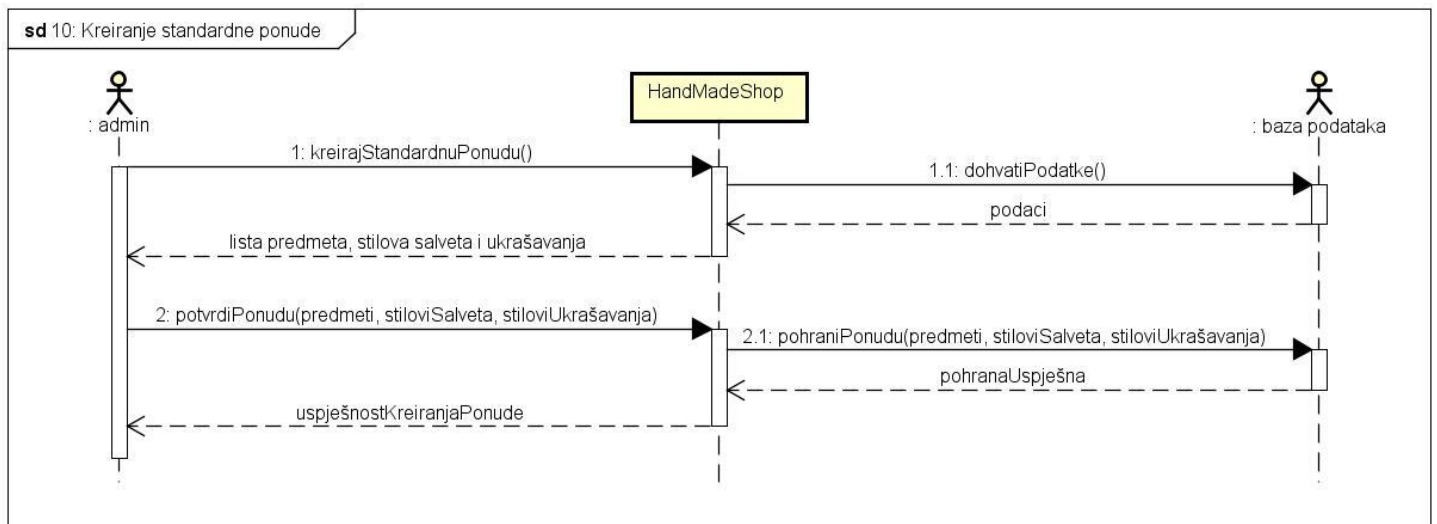 sd 10: Kreiranje standardne ponude
: admin
HandMadeShop
: baza podataka
1: kreirajStandardnuPonudu()
1.1: dohvatiPodatke()
podaci
lista predmeta, stilova salveta i ukrašavanja
2: potvrdiPonudu(predmeti, stiloviSalveta, stiloviUkrašavanja)
2.1: pohraniPonudu(predmeti, stiloviSalveta, stiloviUkrašavanja)
pohranaUspješna
uspješnostKreiranjaPonude